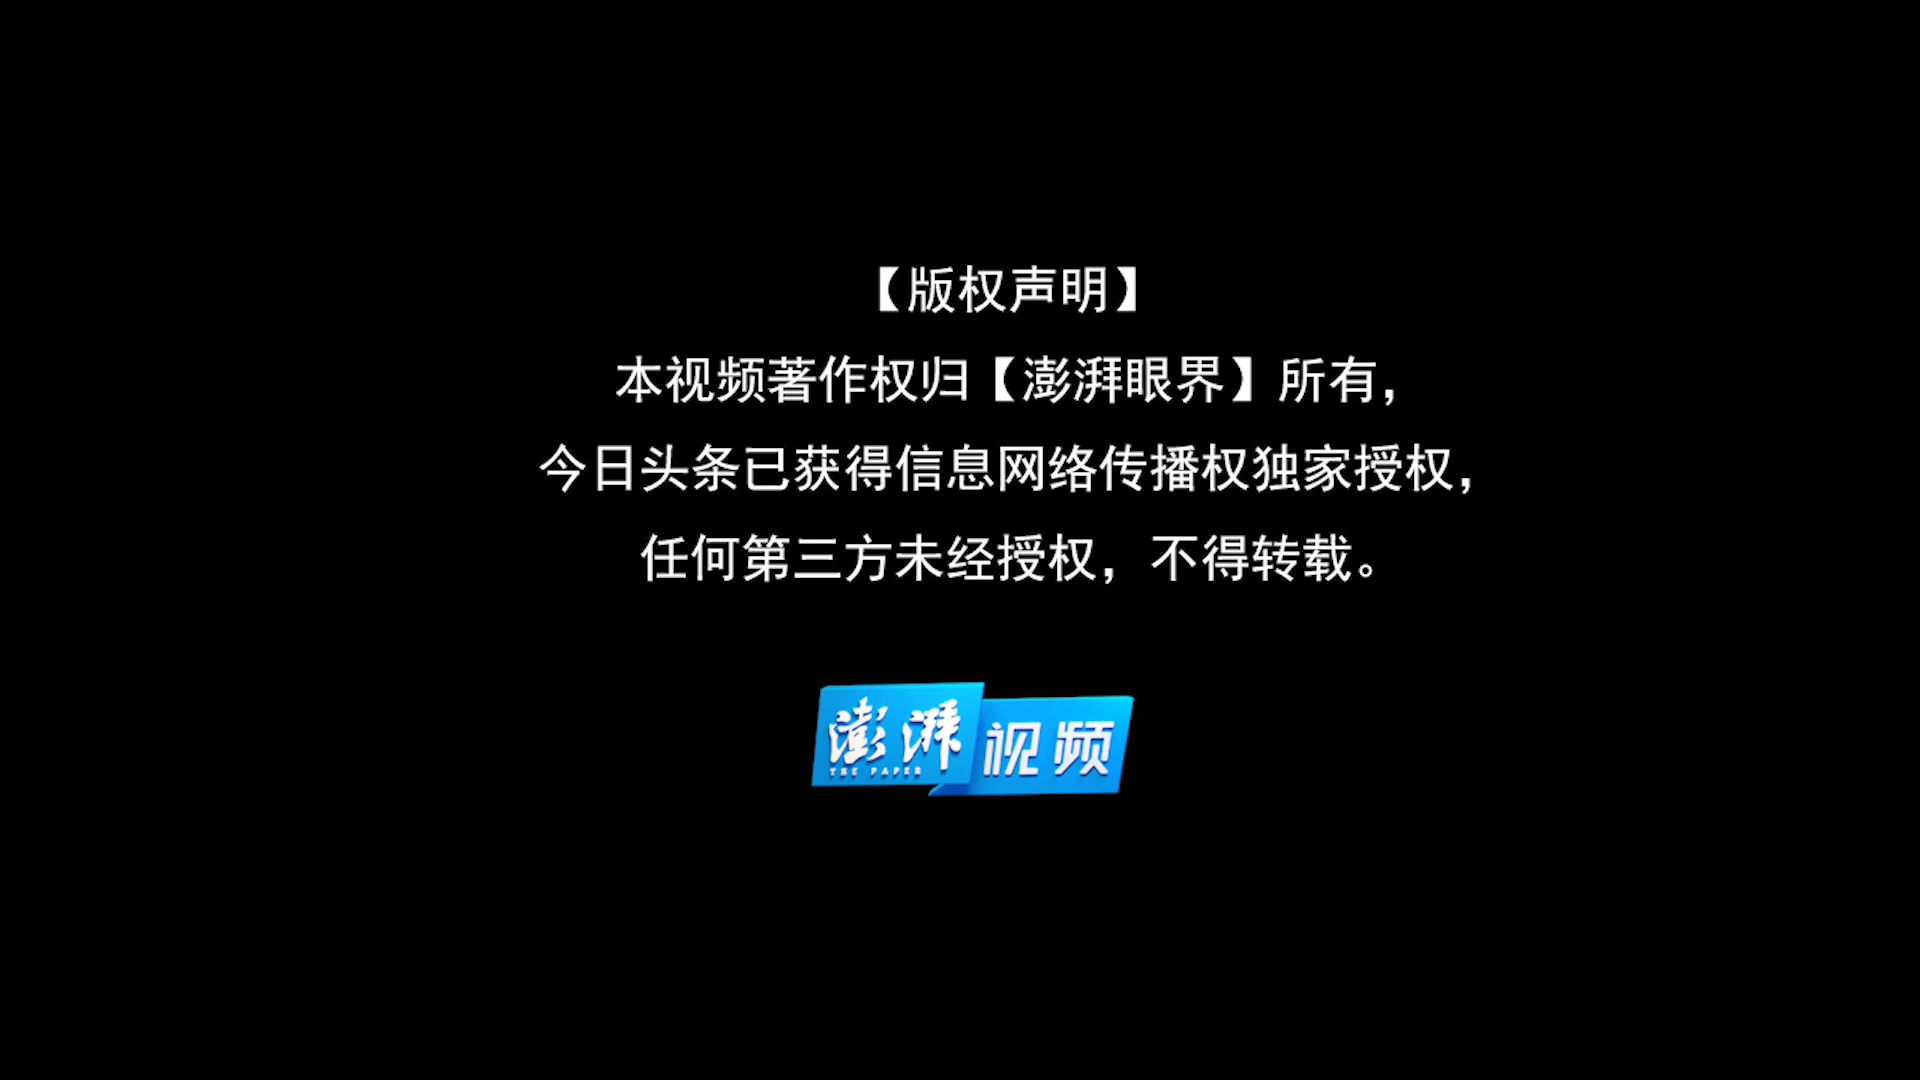 【版权声明】
本视频著作权归【澎湃眼界】所有，
今日头条已获得信息网络传播权独家授权，
任何第三方未经授权，不得转载。
澎湃视频
THE PAPER